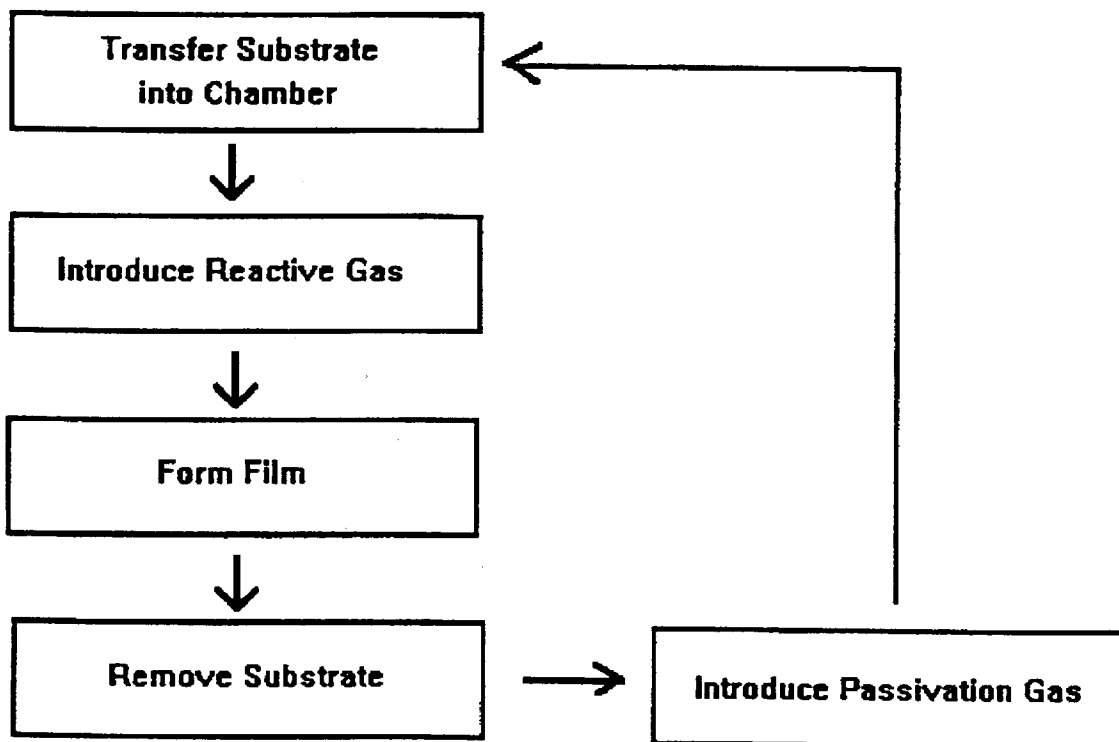 Transfer Substrate
into Chamber
Introduce Reactive Gas
Form Film
Remove Substrate
Introduce Passivation Gas